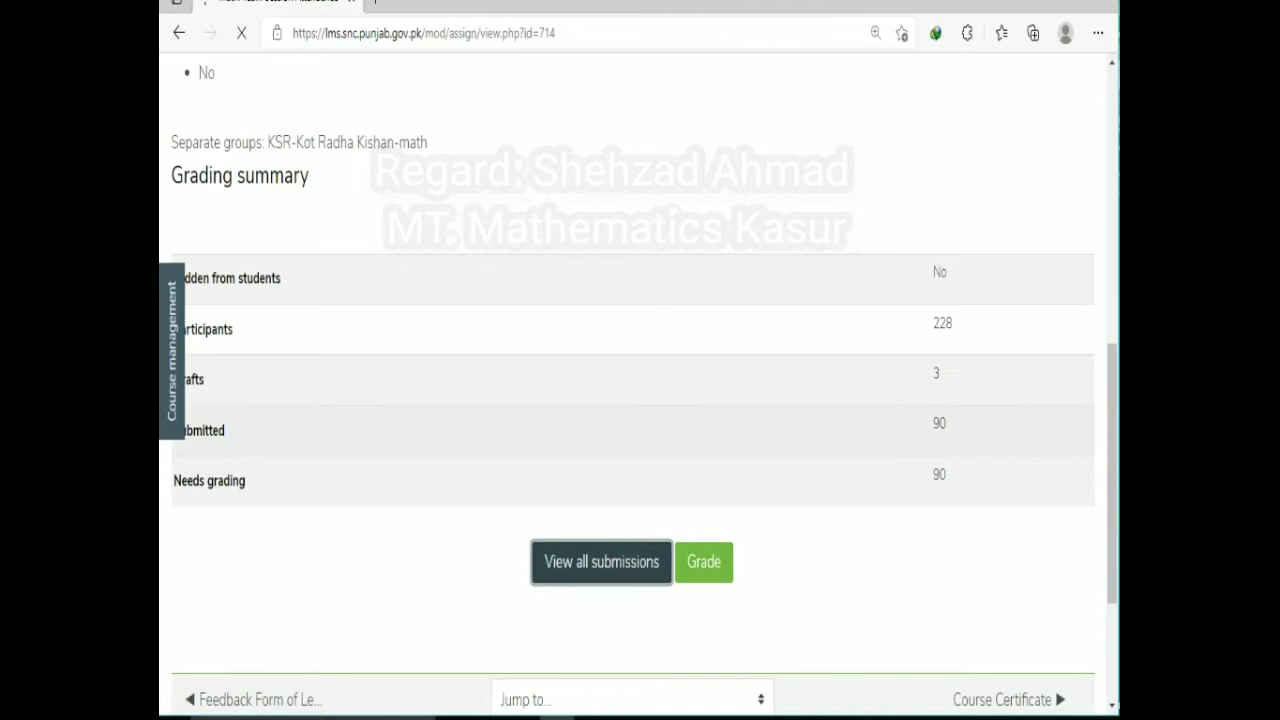 https://lms.snc.punjab.gov.pk/mod/assign/view.php?id=714
No
Separate groups: KSR-Kot Radha Kishan-math
Regard: Shehzad Ahmad
Grading summary
MT. Mathematics Kasur
dden from students No
rticipants 228
Course management
afts 3
bmitted 90
Needs grading 90
View all submissions Grade
Feedback Form of Le... Jump to... Course Certificate